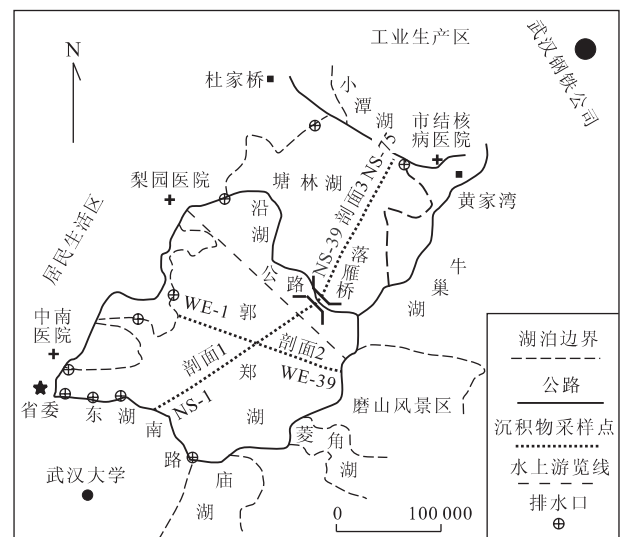 工业生产区
武汉钢铁公司
N
杜家桥
小潭湖
市结核
病医院
NS-75
剖面3
NS-39
塘林湖
梨园医院
黄家湾
沿湖公路
居民生活区
落雁桥
牛巢湖
WE-1
郭郑湖
中南
医院
剖面1
剖面2
WE-39
NS-1
省委
东湖南路
磨山风景区
菱角湖
武汉大学
庙湖
0
100 000
湖泊边界
公路
沉积物采样点
水上游览线
排水口